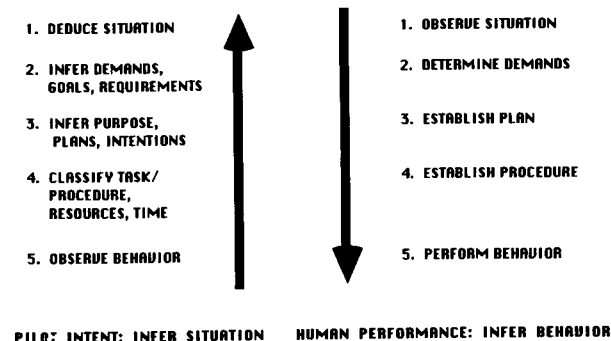 1. DEDUCE SITUATION
2. INFER DEMANDS,
GOALS, REQUIREMENTS
3. INFER PURPOSE,
PLANS, INTENTIONS
4. CLASSIFY TASK/
PROCEDURE,
RESOURCES, TIME
5. OBSERVE BEHAVIOR
PILOT INTENT: INFER SITUATION
1. OBSERVE SITUATION
2. DETERMINE DEMANDS
3. ESTABLISH PLAN
4. ESTABLISH PROCEDURE
5. PERFORM BEHAVIOR
HUMAN PERFORMANCE: INFER BEHAVIOR